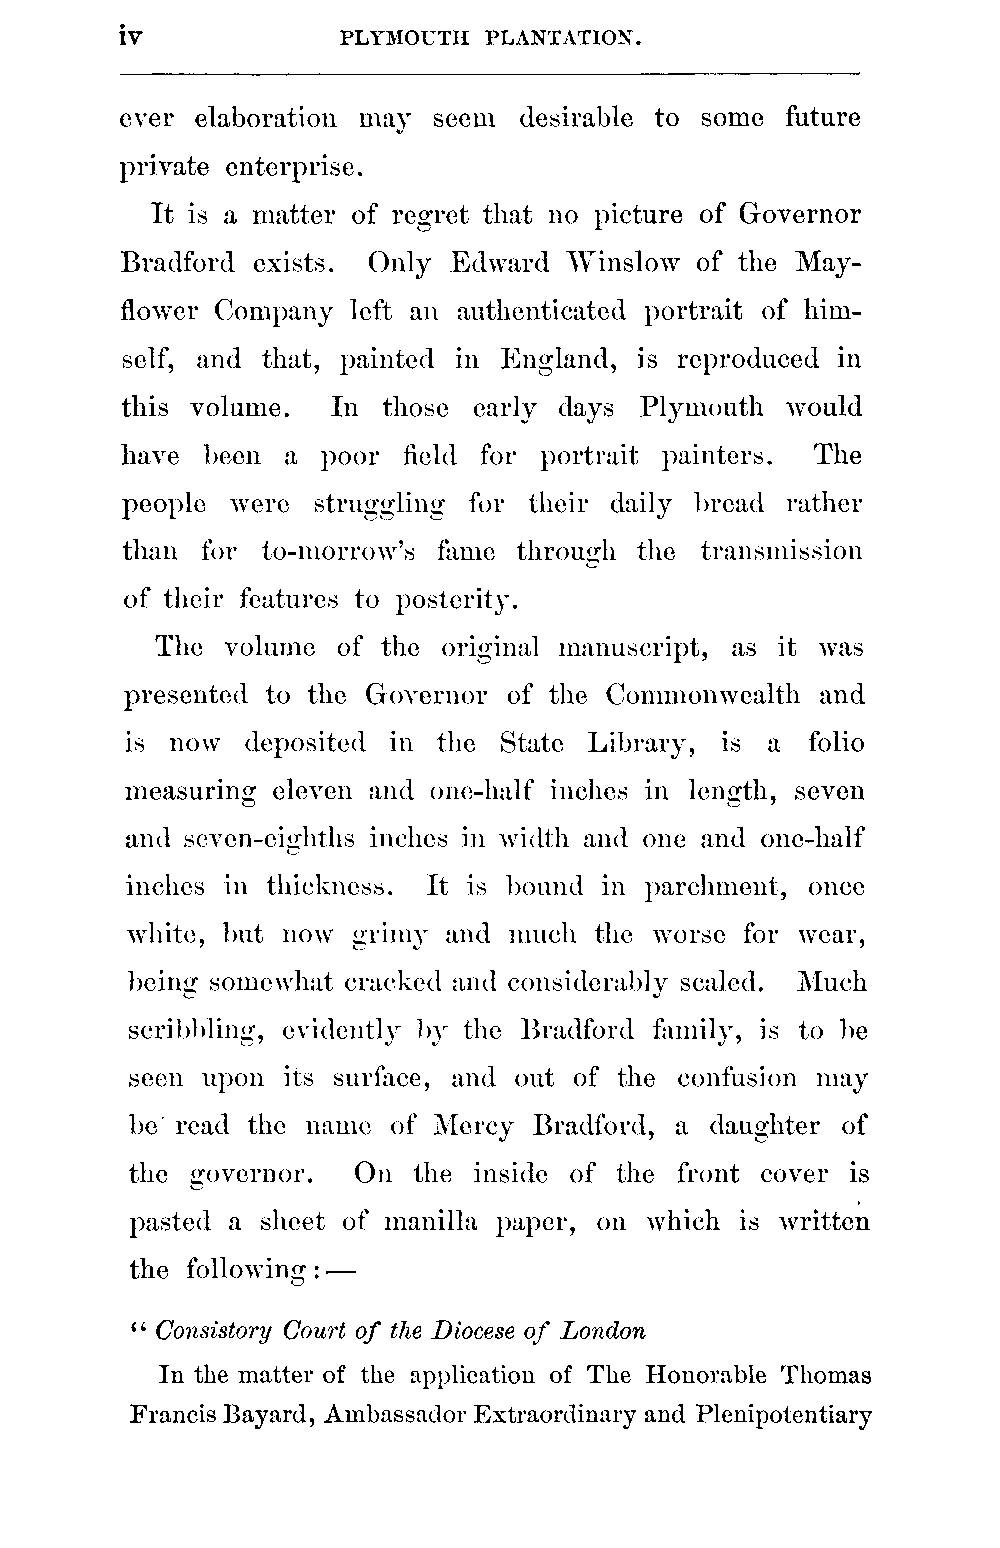 iv PLYMOUTH PLANTATION.
ever elaboration may seem desirable to some future
private enterprise.
It is a matter of regret that no picture of Governor
Bradford exists. Only Edward Winslow of the May-
flower Company left an authenticated portrait of him-
self, and that, painted in England, is reproduced in
this volume. In those early days Plymouth would
have been a poor field for portrait painters. The
people were struggling for their daily bread rather
than for to-morrow's fame through the transmission
of their features to posterity.
The volume of the original manuscript, as it was
presented to the Governor of the Commonwealth and
is now deposited in the State Library, is a folio
measuring eleven and one-half inches in length, seven
and seven-eighths inches in width and one and one-half
inches in thickness. It is bound in parchment, once
white, but now grimy and much the worse for wear,
being somewhat cracked and considerably scaled. Much
scribbling, evidently by the Bradford family, is to be
seen upon its surface, and out of the confusion may
be read the name of Mercy Bradford, a daughter of
the governor. On the inside of the front cover is
pasted a sheet of manilla paper, on which is written
the following:—
“ Consistory Court of the Diocese of London
In the matter of the application of The Honorable Thomas
Francis Bayard, Ambassador Extraordinary and Plenipotentiary